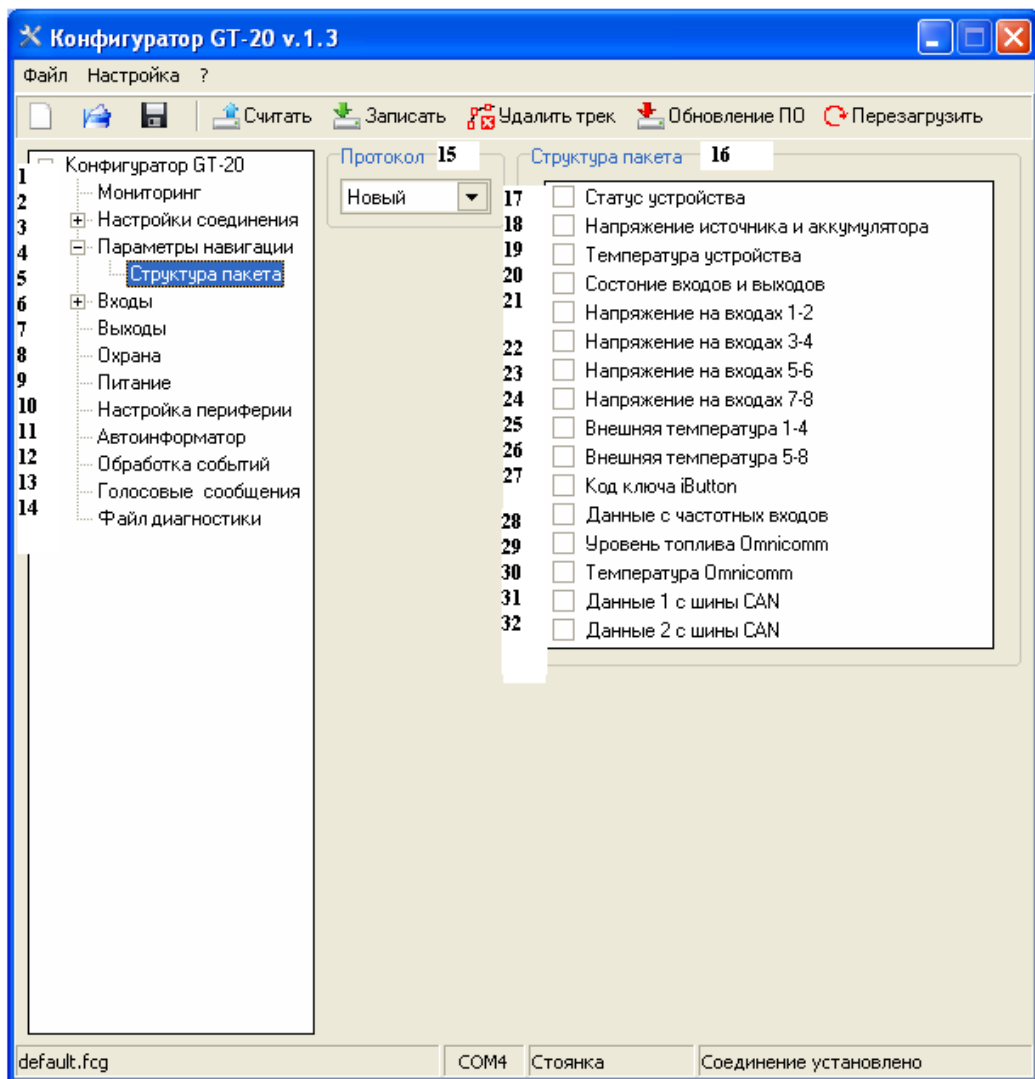 Конфигуратор GT-20 v.1.3
Файл Настройка ?
Считать Записать Удалить трек Обновление ПО Перезагрузить
1 Конфигуратор GT-20
2 Мониторинг
3 Настройки соединения
4 Параметры навигации
5 Структура пакета
6 Входы
7 Выходы
8 Охрана
9 Питание
10 Настройка периферии
11 Автоинформатор
12 Обработка событий
13 Голосовые сообщения
14 Файл диагностики
Протокол 15
Новый
Структура пакета 16
17 Статус устройства
18 Напряжение источника и аккумулятора
19 Температура устройства
20 Состоние входов и выходов
21 Напряжение на входах 1-2
22 Напряжение на входах 3-4
23 Напряжение на входах 5-6
24 Напряжение на входах 7-8
25 Внешняя температура 1-4
26 Внешняя температура 5-8
27 Код ключа iButton
28 Данные с частотных входов
29 Уровень топлива Omnicomm
30 Температура Omnicomm
31 Данные 1 с шины CAN
32 Данные 2 с шины CAN
default.fcg COM4 Стоянка Соединение установлено